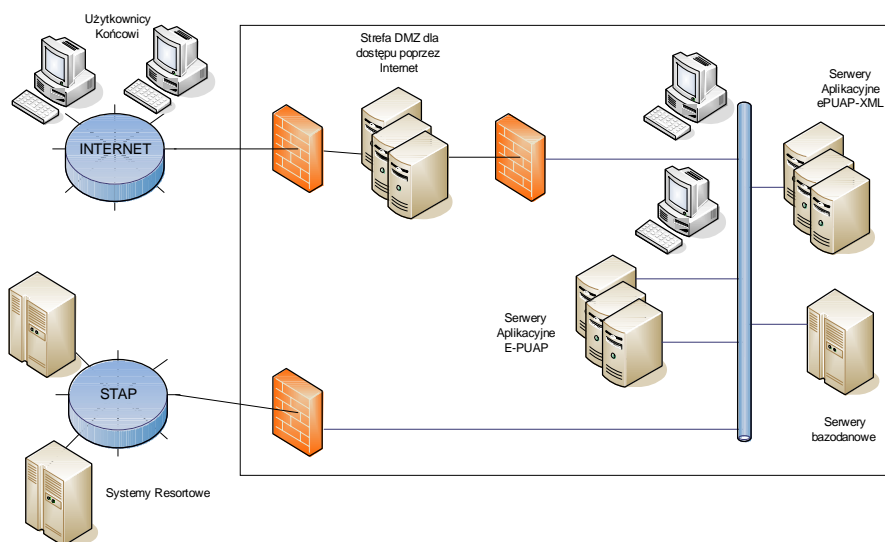 Użytkownicy
Końcowi
Strefa DMZ dla
dostępu poprzez
Internet
Serwery
Aplikacyjne
ePUAP-XML
INTERNET
Serwery
Aplikacyjne
E-PUAP
STAP
Serwery
bazodanowe
Systemy Resortowe